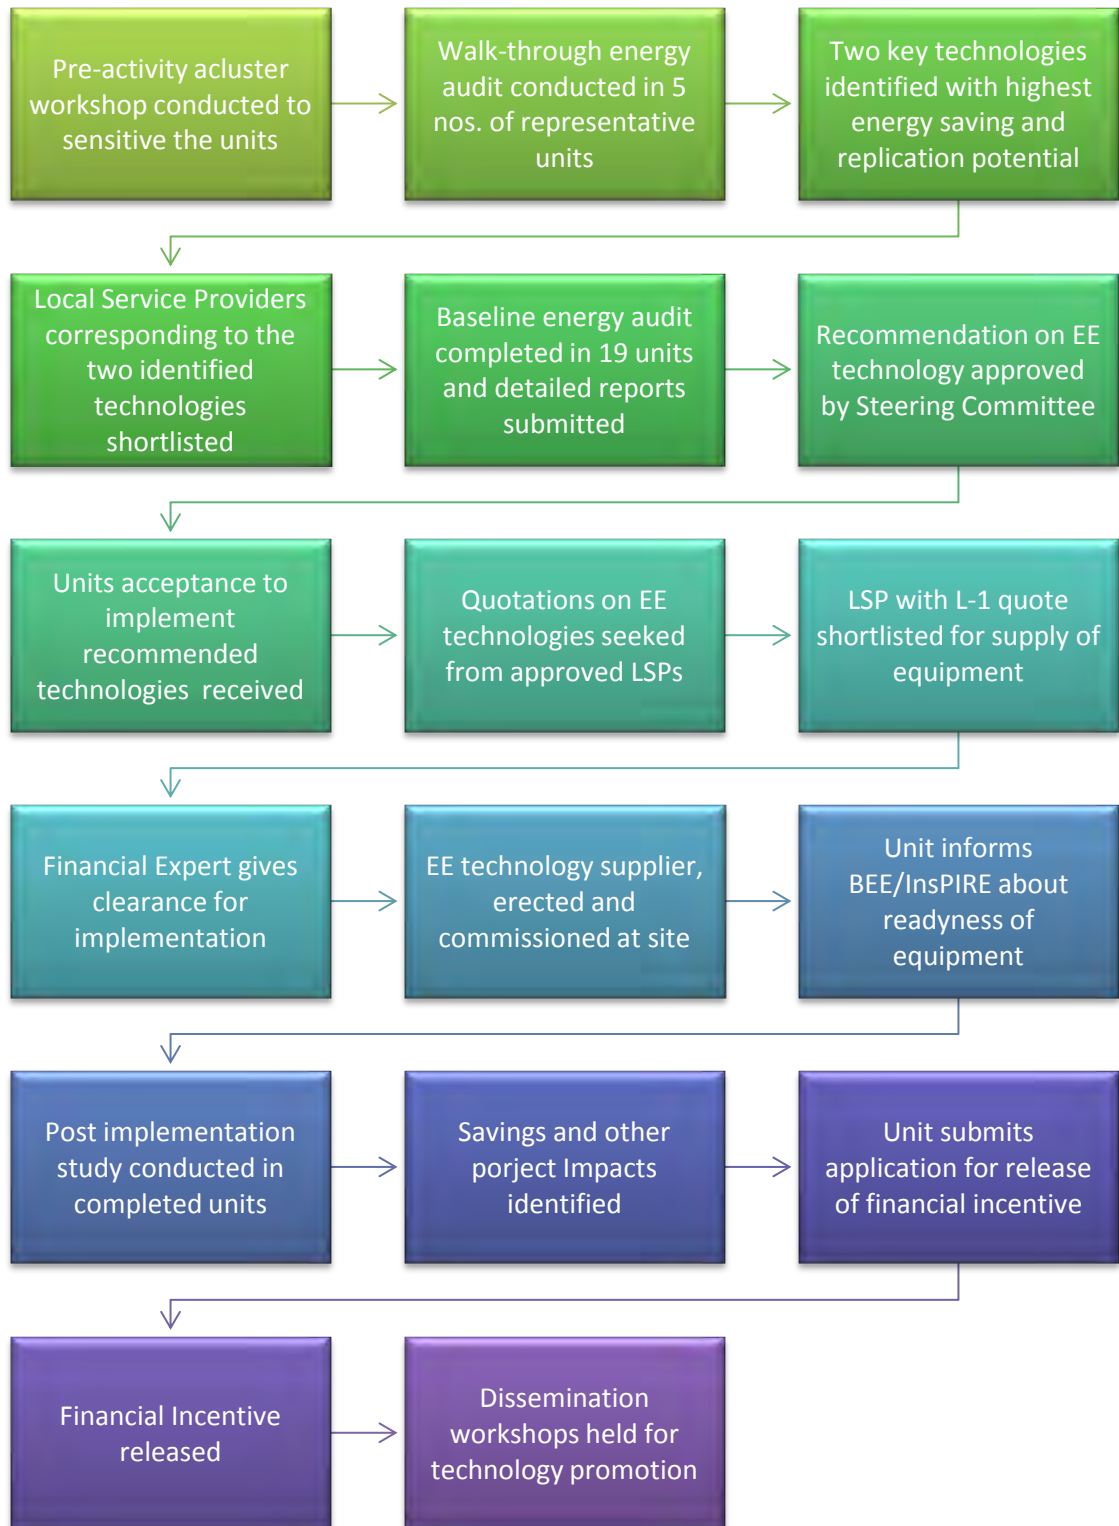 Pre-activity acluster
workshop conducted to
sensitive the units
Walk-through energy
audit conducted in 5
nos. of representative
units
Two key technologies
identified with highest
energy saving and
replication potential
Local Service Providers
corresponding to the
two identified
technologies
shortlisted
Baseline energy audit
completed in 19 units
and detailed reports
submitted
Recommendation on EE
technology approved
by Steering Committee
Units acceptance to
implement
recommended
technologies received
Quotations on EE
technologies seeked
from approved LSPs
LSP with L-1 quote
shortlisted for supply of
equipment
Financial Expert gives
clearance for
implementation
EE technology supplier,
erected and
commissioned at site
Unit informs
BEE/InsPIRE about
readyness of
equipment
Post implementation
study conducted in
completed units
Savings and other
porject Impacts
identified
Unit submits
application for release
of financial incentive
Financial Incentive
released
Dissemination
workshops held for
technology promotion